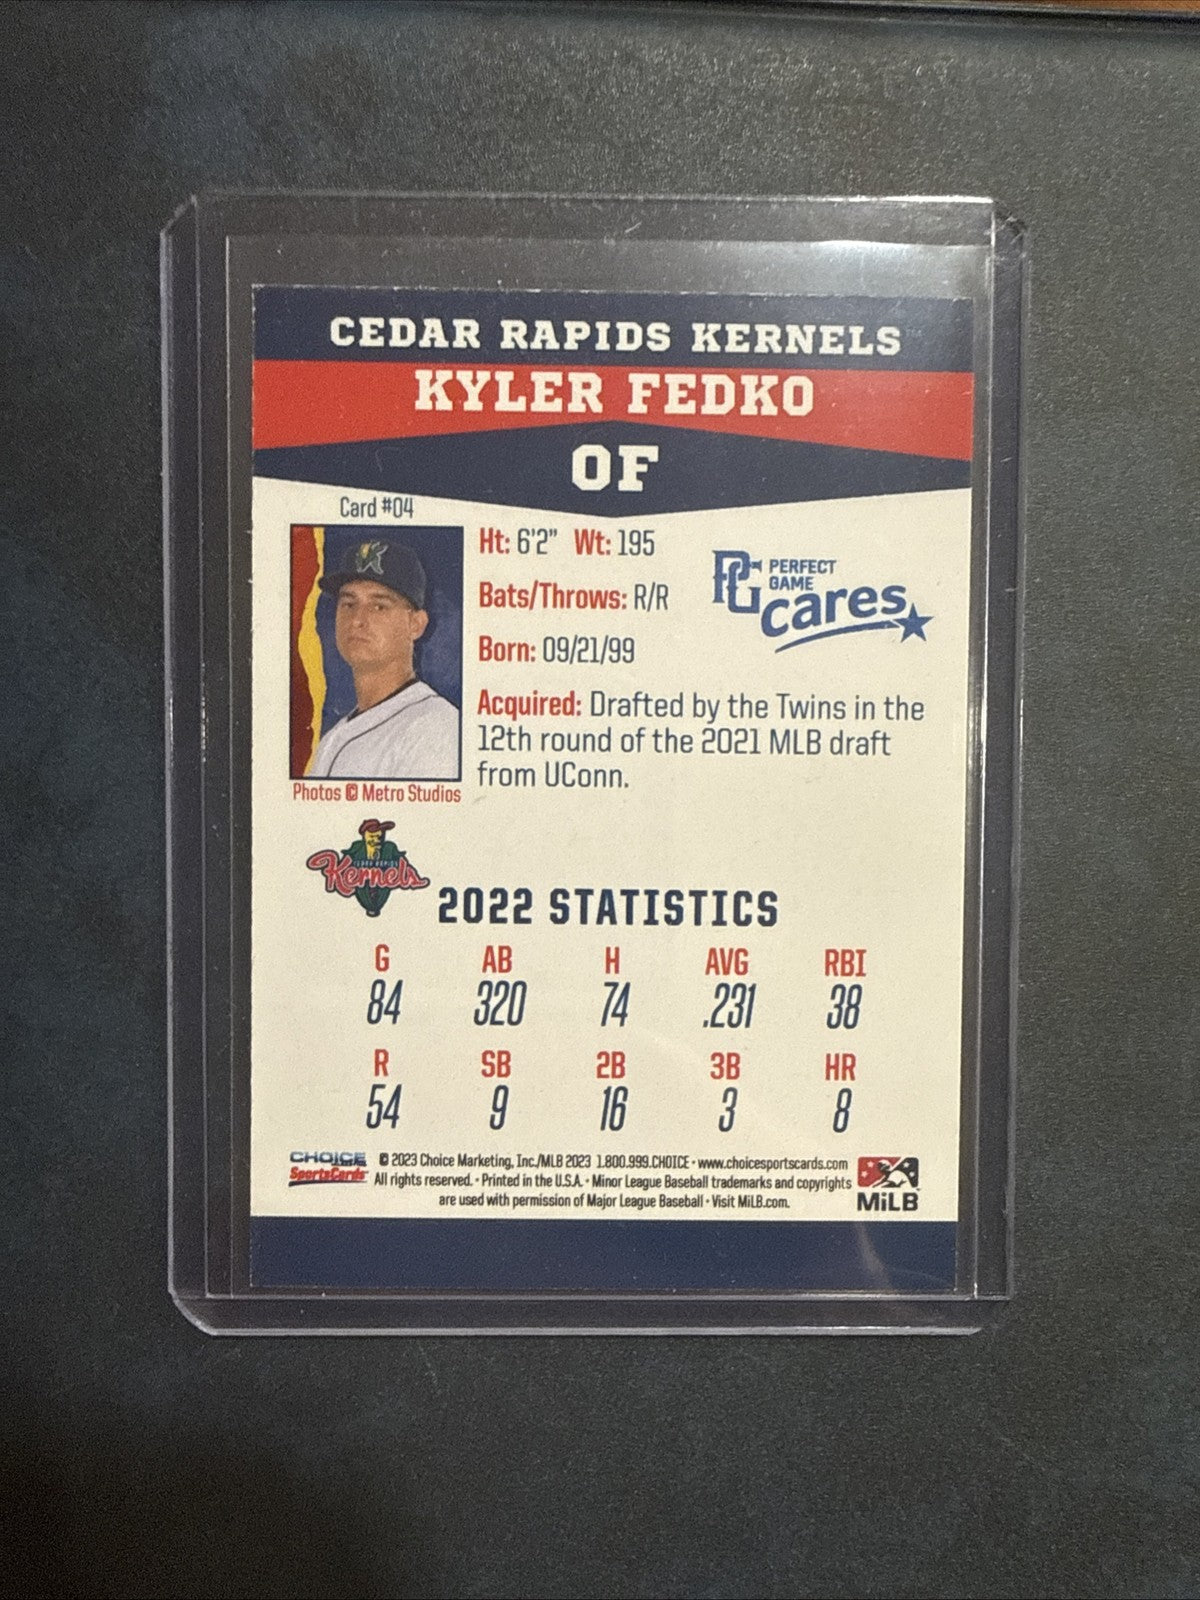 CEDAR RAPIDS KERNELS
KYLER FEDKO
OF
Card #04
Ht: 6'2" Wt: 195
Bats/Throws: R/R
Born: 09/21/99
Acquired: Drafted by the Twins in the
12th round of the 2021 MLB draft
from UConn.
PG PERFECT
GAME
cares
Photos © Metro Studios
CEDAR RAPIDS
Kernels
2022 STATISTICS
G AB H AVG RBI
84 320 74 .231 38
R SB 2B 3B HR
54 9 16 3 8
CHOICE
SportsCards
© 2023 Choice Marketing, Inc./MLB 2023 1.800.999.CHOICE • www.choicesportscards.com
All rights reserved. • Printed in the U.S.A. • Minor League Baseball trademarks and copyrights
are used with permission of Major League Baseball • Visit MiLB.com.
MiLB